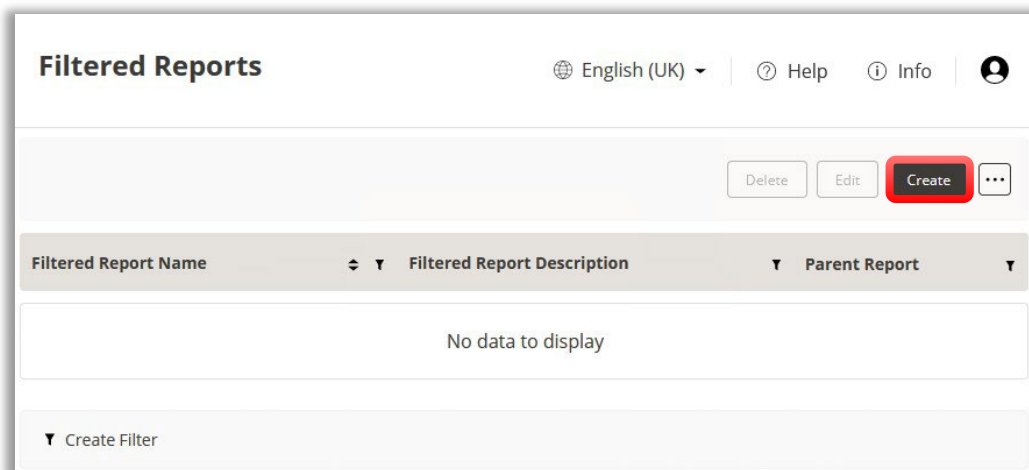 Filtered Reports English (UK) Help Info
Delete Edit Create ...
Filtered Report Name Filtered Report Description Parent Report
No data to display
Create Filter